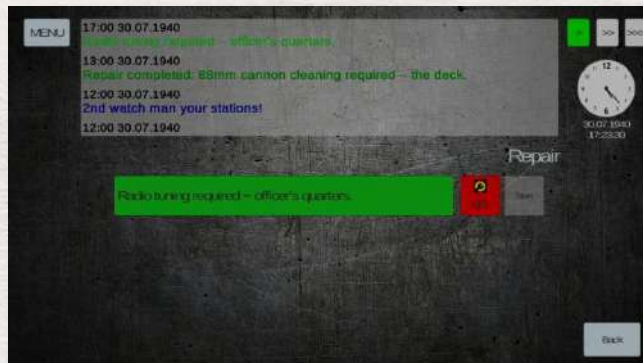 MENU
17:00 30.07.1940
Radio tuning required – officer's quarters.
13:00 30.07.1940
Repair completed: 88mm cannon cleaning required – the deck.
12:00 30.07.1940
2nd watch man your stations!
12:00 30.07.1940
>
>>
>>>
12
6
30.07.1940
17:23:30
Repair
Radio tuning required – officer's quarters.
Back